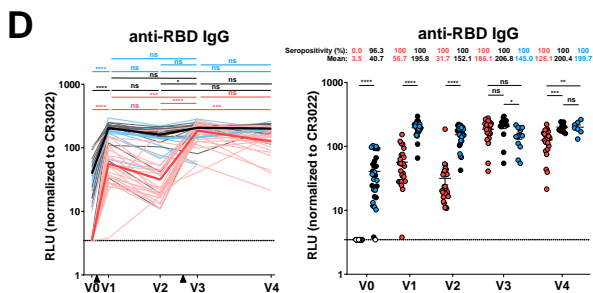 D
anti-RBD IgG
ns
**** ns ns
ns
**** ns * ns
*** ns
**** ns **** ***
RLU (normalized to CR3022)
1000
100
10
1
V0 V1 V2 V3 V4
anti-RBD IgG
Seropositivity (%): 0.0 96.3 100 100 100 100 100 100 100 100 100 100
Mean: 3.5 40.7 56.7 195.8 31.7 152.1 186.1 206.8 145.0 126.1 200.4 199.7
**** **** **** ns ns * ** *** ns
RLU (normalized to CR3022)
1000
100
10
1
V0 V1 V2 V3 V4